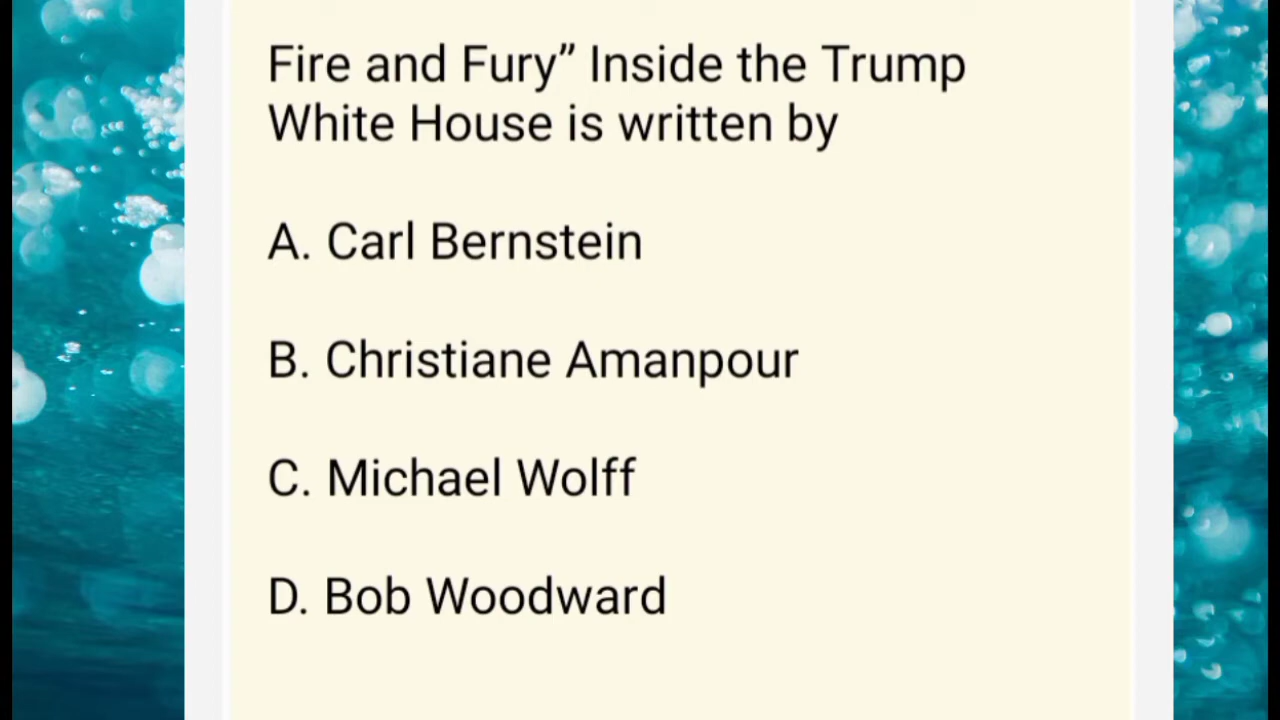 Fire and Fury” Inside the Trump
White House is written by
A. Carl Bernstein
B. Christiane Amanpour
C. Michael Wolff
D. Bob Woodward